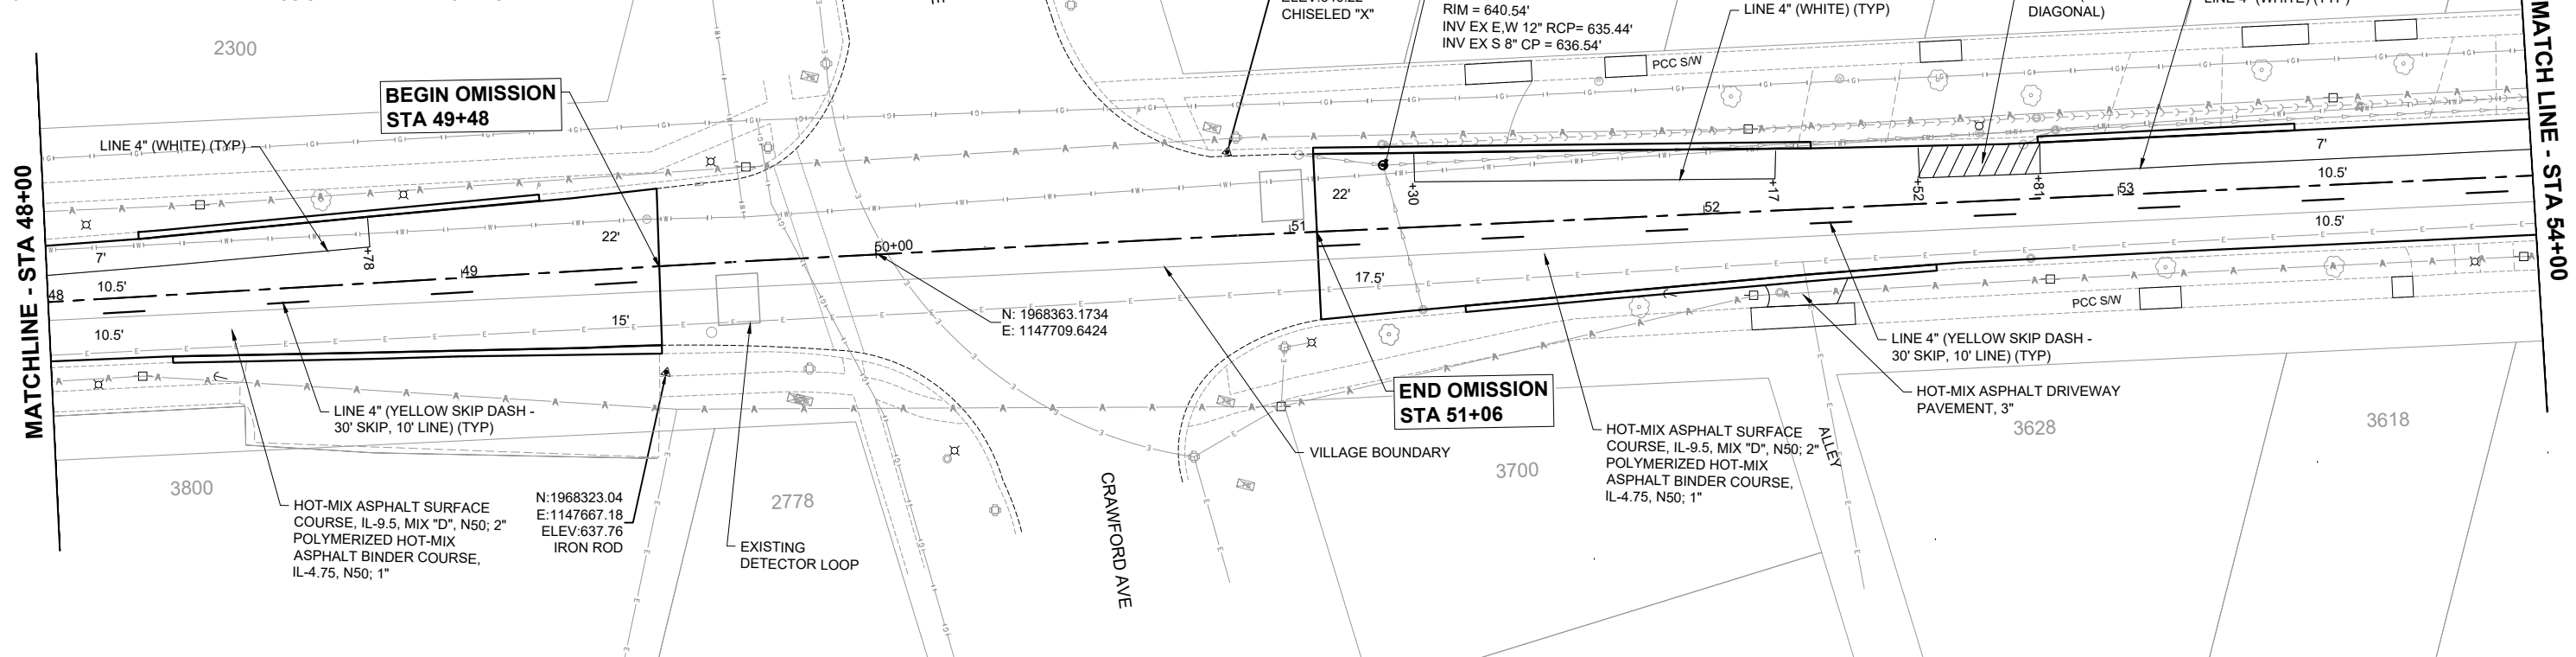 CHISELED "X"
RIM = 640.54'
INV EX E,W 12" RCP= 635.44'
INV EX S 8" CP = 636.54'
LINE 4" (WHITE) (TYP)
DIAGONAL)
MATCH LINE - STA 54+00
2300
PCC S/W
BEGIN OMISSION
STA 49+48
LINE 4" (WHITE) (TYP)
MATCHLINE - STA 48+00
7'
10.5'
48
10.5'
+78
49
22'
15'
50+00
51
22'
17.5'
+30
52
+17
+52
+81
53
7'
10.5'
10.5'
N: 1968363.1734
E: 1147709.6424
PCC S/W
LINE 4" (YELLOW SKIP DASH -
30' SKIP, 10' LINE) (TYP)
HOT-MIX ASPHALT DRIVEWAY
PAVEMENT, 3"
END OMISSION
STA 51+06
LINE 4" (YELLOW SKIP DASH -
30' SKIP, 10' LINE) (TYP)
VILLAGE BOUNDARY
HOT-MIX ASPHALT SURFACE
COURSE, IL-9.5, MIX "D", N50; 2"
POLYMERIZED HOT-MIX
ASPHALT BINDER COURSE,
IL-4.75, N50; 1"
ALLEY
3628
3618
3700
3800
HOT-MIX ASPHALT SURFACE
COURSE, IL-9.5, MIX "D", N50; 2"
POLYMERIZED HOT-MIX
ASPHALT BINDER COURSE,
IL-4.75, N50; 1"
N:1968323.04
E:1147667.18
ELEV:637.76
IRON ROD
2778
EXISTING
DETECTOR LOOP
CRAWFORD AVE